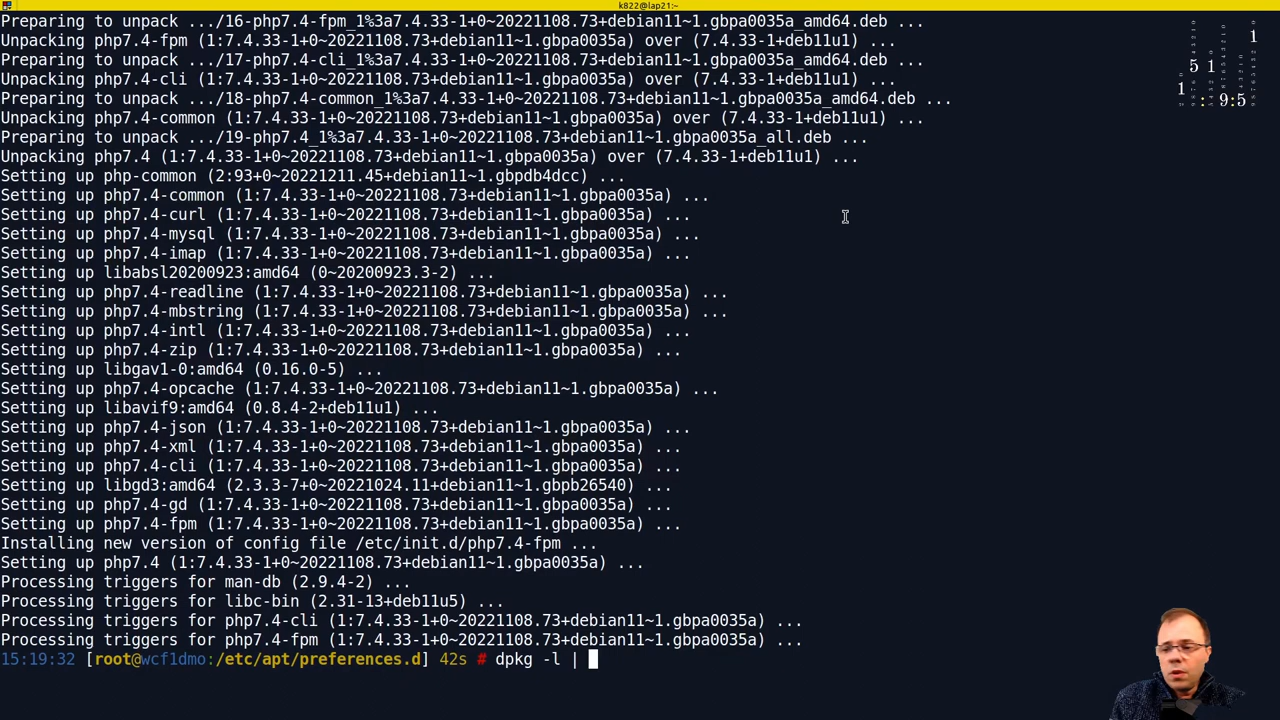 k822@lap21:~
Preparing to unpack .../16-php7.4-fpm_1%3a7.4.33-1+0~20221108.73+debian11~1.gbpa0035a_amd64.deb ...
Unpacking php7.4-fpm (1:7.4.33-1+0~20221108.73+debian11~1.gbpa0035a) over (7.4.33-1+deb11u1) ...
Preparing to unpack .../17-php7.4-cli_1%3a7.4.33-1+0~20221108.73+debian11~1.gbpa0035a_amd64.deb ...
Unpacking php7.4-cli (1:7.4.33-1+0~20221108.73+debian11~1.gbpa0035a) over (7.4.33-1+deb11u1) ...
Preparing to unpack .../18-php7.4-common_1%3a7.4.33-1+0~20221108.73+debian11~1.gbpa0035a_amd64.deb ...
Unpacking php7.4-common (1:7.4.33-1+0~20221108.73+debian11~1.gbpa0035a) over (7.4.33-1+deb11u1) ...
Preparing to unpack .../19-php7.4_1%3a7.4.33-1+0~20221108.73+debian11~1.gbpa0035a_all.deb ...
Unpacking php7.4 (1:7.4.33-1+0~20221108.73+debian11~1.gbpa0035a) over (7.4.33-1+deb11u1) ...
Setting up php-common (2:93+0~20221211.45+debian11~1.gbpdb4dcc) ...
Setting up php7.4-common (1:7.4.33-1+0~20221108.73+debian11~1.gbpa0035a) ...
Setting up php7.4-curl (1:7.4.33-1+0~20221108.73+debian11~1.gbpa0035a) ...
Setting up php7.4-mysql (1:7.4.33-1+0~20221108.73+debian11~1.gbpa0035a) ...
Setting up php7.4-imap (1:7.4.33-1+0~20221108.73+debian11~1.gbpa0035a) ...
Setting up libabsl20200923:amd64 (0~20200923.3-2) ...
Setting up php7.4-readline (1:7.4.33-1+0~20221108.73+debian11~1.gbpa0035a) ...
Setting up php7.4-mbstring (1:7.4.33-1+0~20221108.73+debian11~1.gbpa0035a) ...
Setting up php7.4-intl (1:7.4.33-1+0~20221108.73+debian11~1.gbpa0035a) ...
Setting up php7.4-zip (1:7.4.33-1+0~20221108.73+debian11~1.gbpa0035a) ...
Setting up libgav1-0:amd64 (0.16.0-5) ...
Setting up php7.4-opcache (1:7.4.33-1+0~20221108.73+debian11~1.gbpa0035a) ...
Setting up libavif9:amd64 (0.8.4-2+deb11u1) ...
Setting up php7.4-json (1:7.4.33-1+0~20221108.73+debian11~1.gbpa0035a) ...
Setting up php7.4-xml (1:7.4.33-1+0~20221108.73+debian11~1.gbpa0035a) ...
Setting up php7.4-cli (1:7.4.33-1+0~20221108.73+debian11~1.gbpa0035a) ...
Setting up libgd3:amd64 (2.3.3-7+0~20221024.11+debian11~1.gbpb26540) ...
Setting up php7.4-gd (1:7.4.33-1+0~20221108.73+debian11~1.gbpa0035a) ...
Setting up php7.4-fpm (1:7.4.33-1+0~20221108.73+debian11~1.gbpa0035a) ...
Installing new version of config file /etc/init.d/php7.4-fpm ...
Setting up php7.4 (1:7.4.33-1+0~20221108.73+debian11~1.gbpa0035a) ...
Processing triggers for man-db (2.9.4-2) ...
Processing triggers for libc-bin (2.31-13+deb11u5) ...
Processing triggers for php7.4-cli (1:7.4.33-1+0~20221108.73+debian11~1.gbpa0035a) ...
Processing triggers for php7.4-fpm (1:7.4.33-1+0~20221108.73+debian11~1.gbpa0035a) ...
15:19:32 [root@wcf1dmo:/etc/apt/preferences.d] 42s # dpkg -l |
1
5 1
1 : 9:5